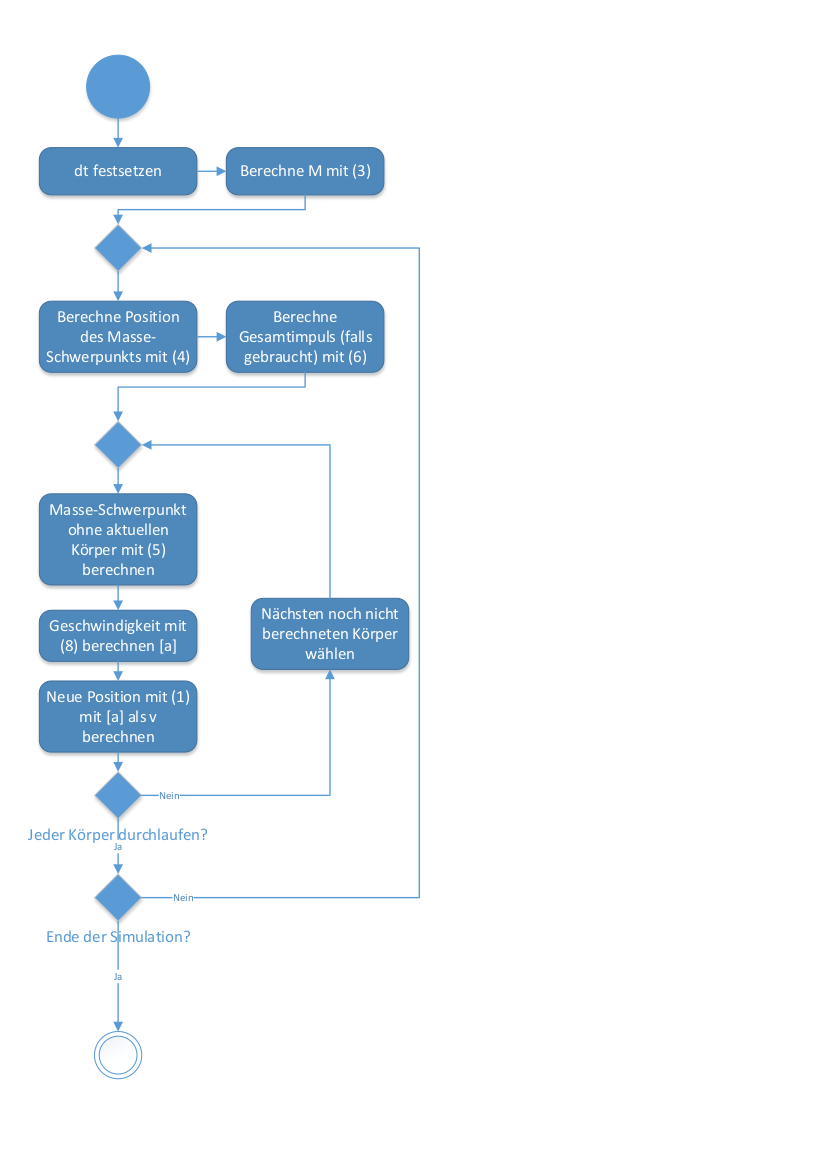 dt festsetzen
Berechne M mit (3)
Berechne Position
des Masse-
Schwerpunkts mit (4)
Berechne
Gesamtimpuls (falls
gebraucht) mit (6)
Masse-Schwerpunkt
ohne aktuellen
Körper mit (5)
berechnen
Geschwindigkeit mit
(8) berechnen [a]
Nächsten noch nicht
berechneten Körper
wählen
Neue Position mit (1)
mit [a] als v
berechnen
Nein
Jeder Körper durchlaufen?
Ja
Nein
Ende der Simulation?
Ja